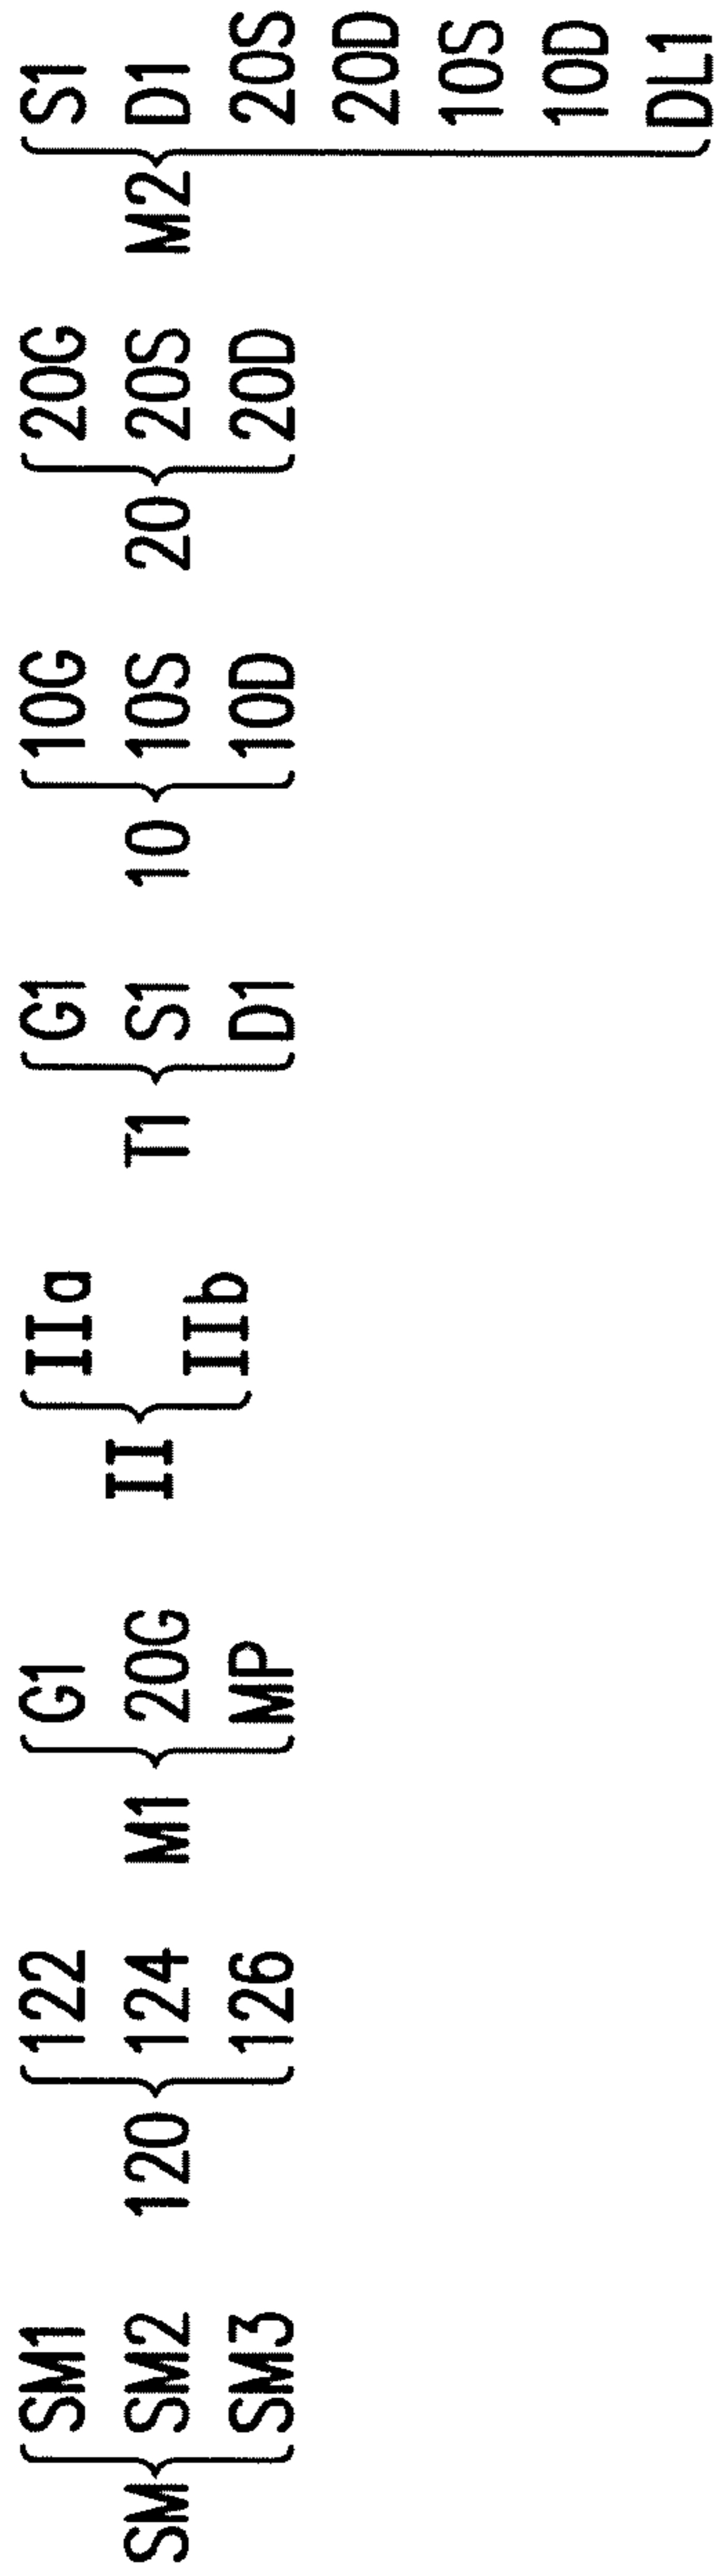 SM { SM1
SM2
SM3
120 { 122
124
126
M1 { G1
20G
MP
II { IIa
IIb
T1 { G1
S1
D1
10 { 10G
10S
10D
20 { 20G
20S
20D
M2 { S1
D1
20S
20D
10S
10D
DL1